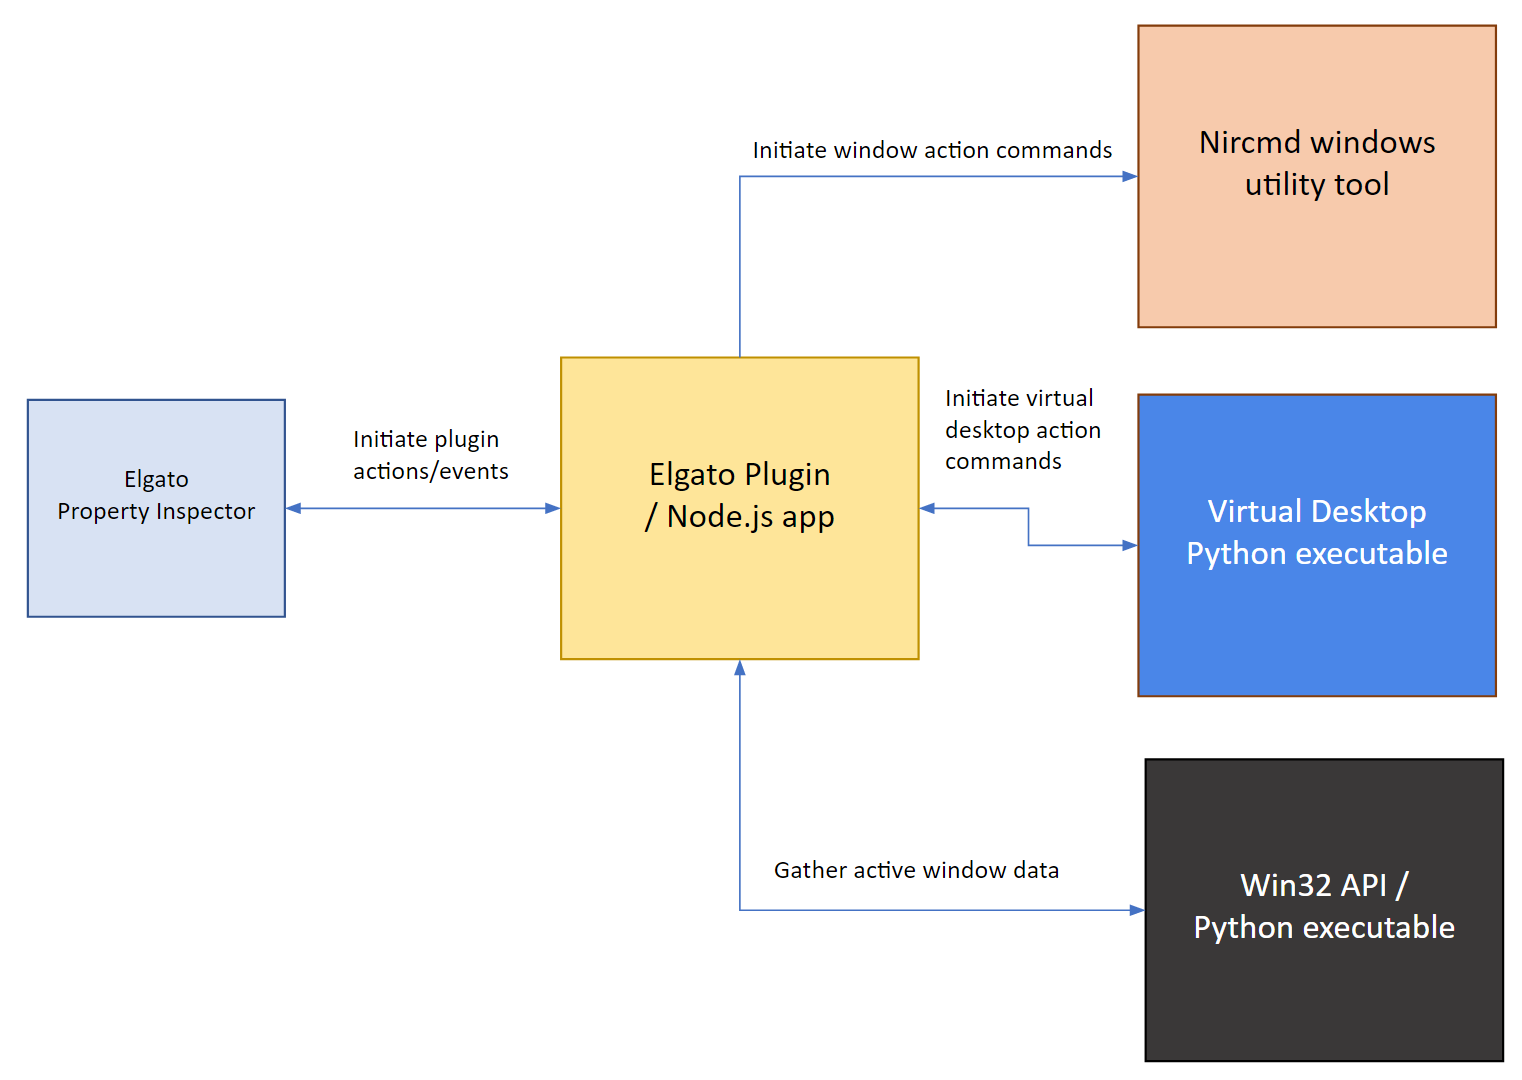 Initiate window action commands
Nircmd windows
utility tool
Initiate plugin
actions/events
Elgato
Property Inspector
Elgato Plugin
/ Node.js app
Initiate virtual
desktop action
commands
Virtual Desktop
Python executable
Gather active window data
Win32 API /
Python executable